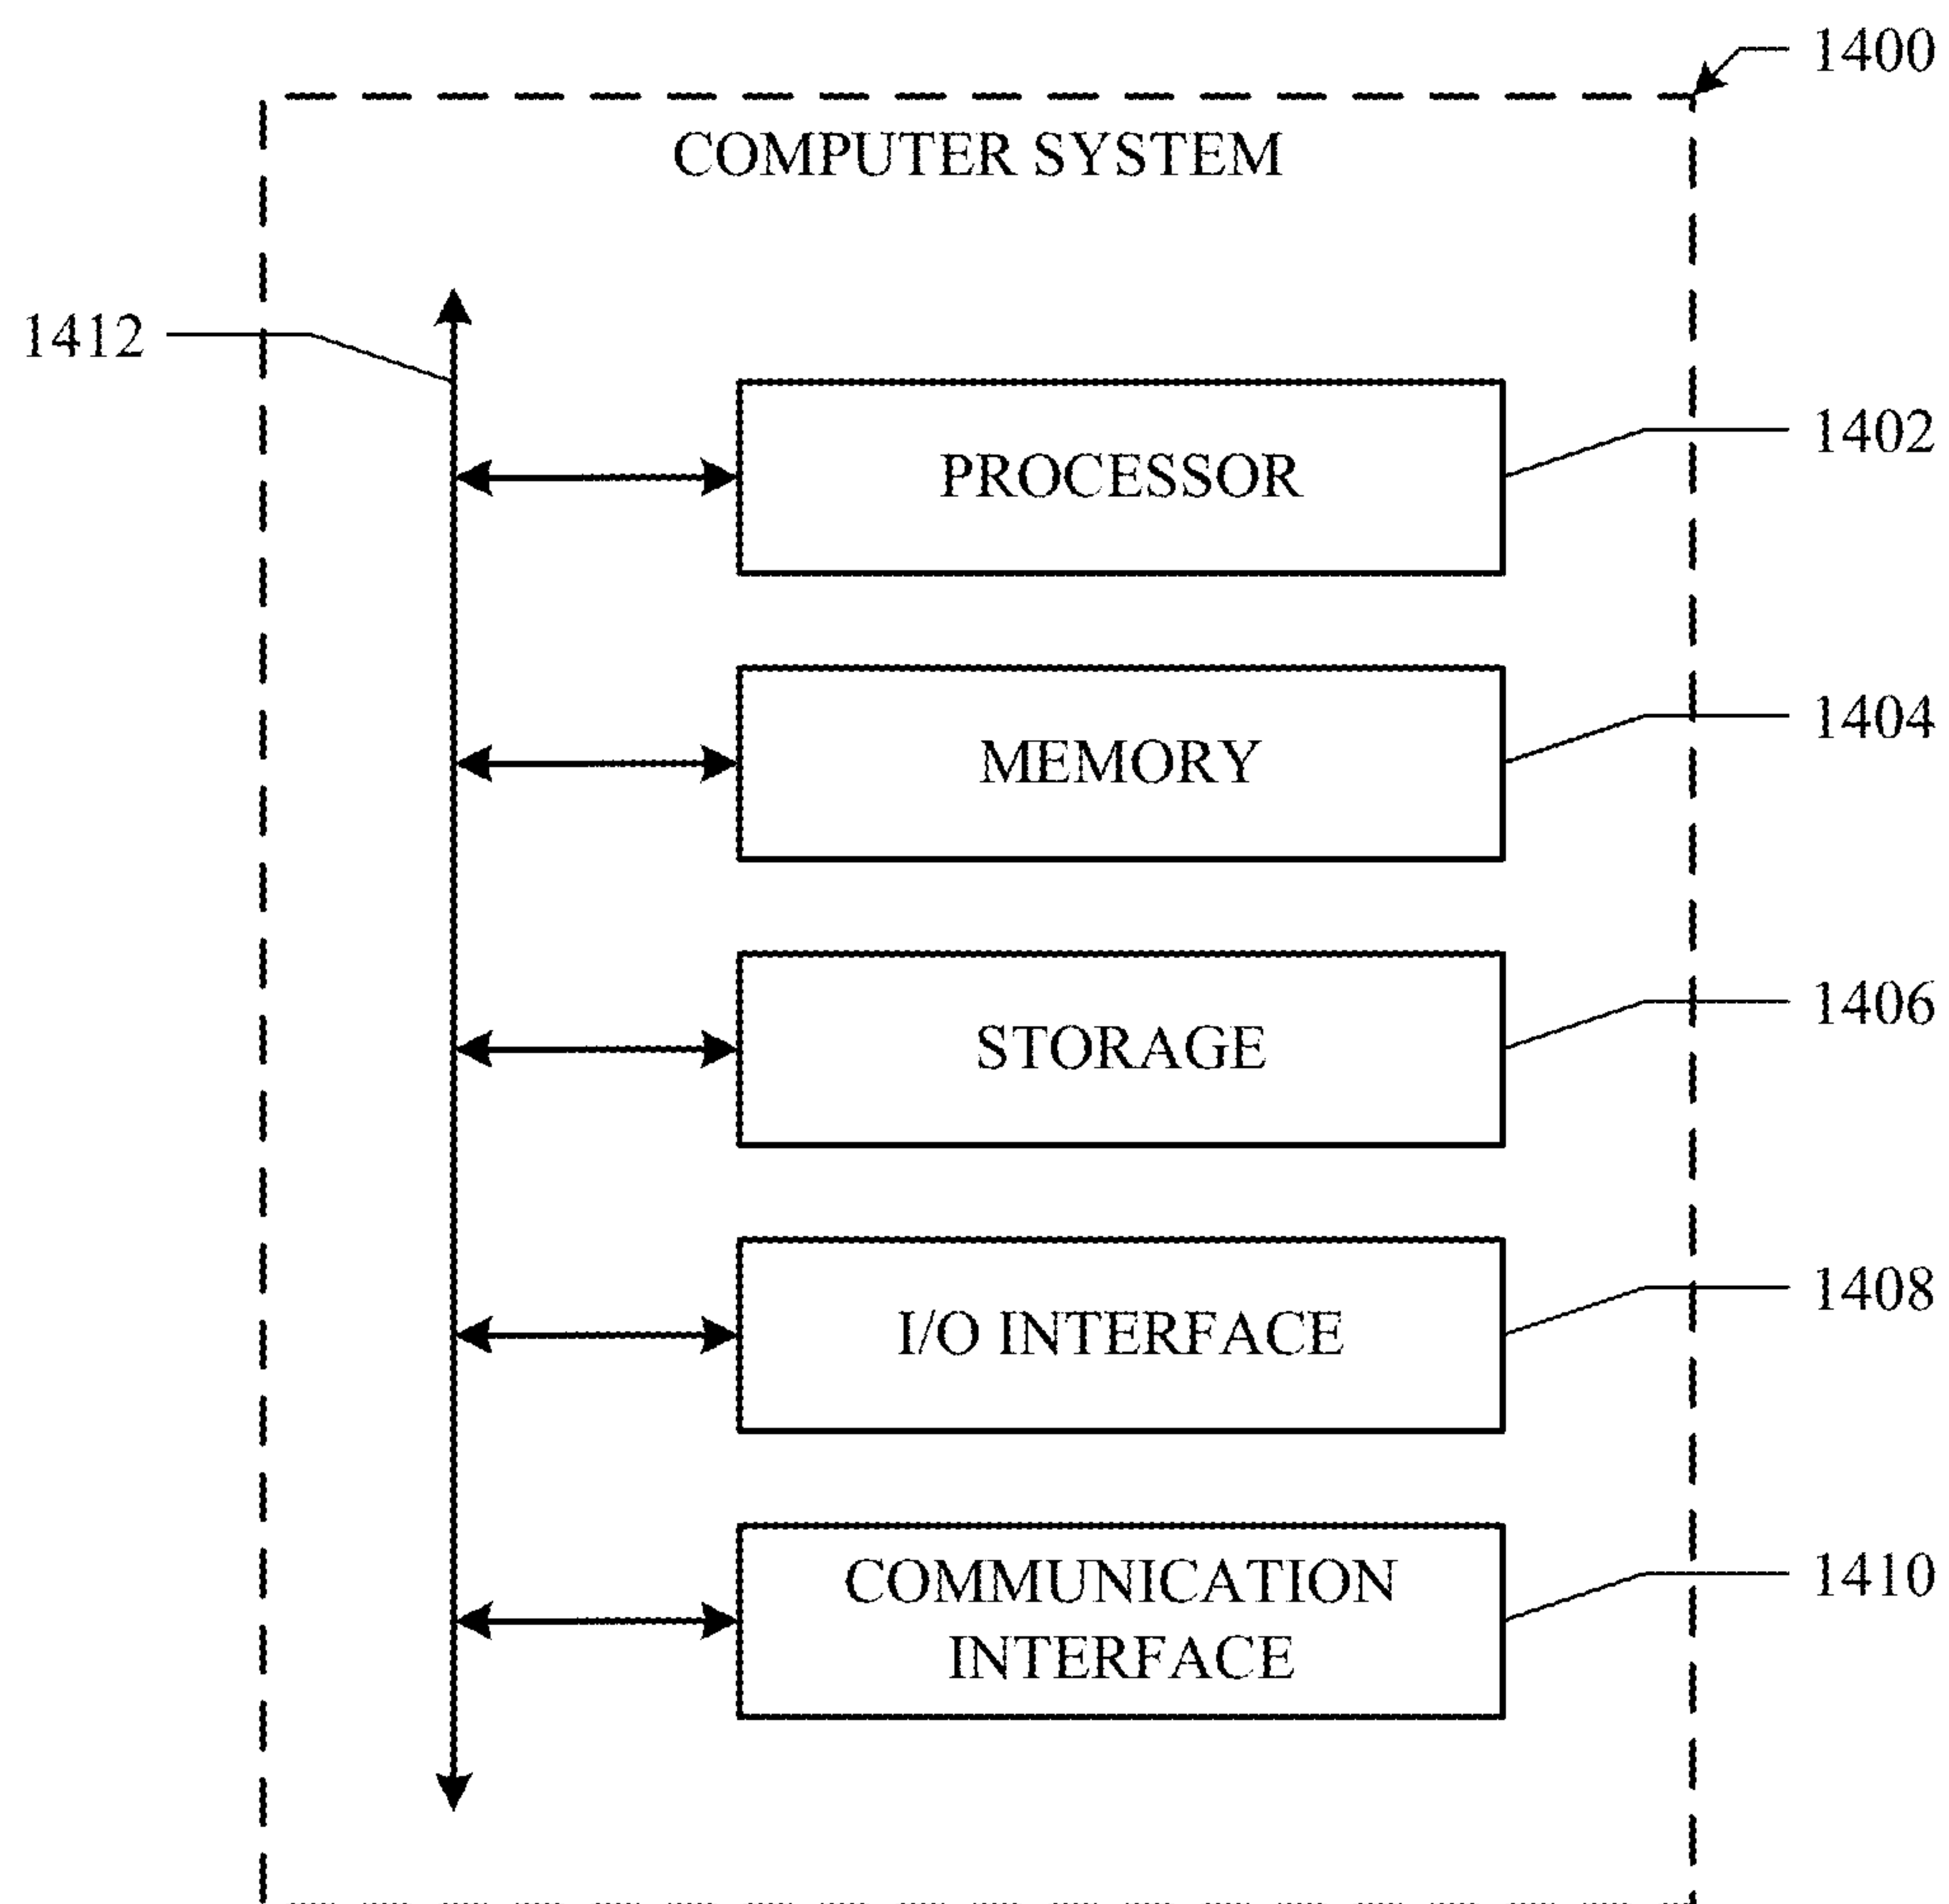 1400
COMPUTER SYSTEM
1412
1402
PROCESSOR
1404
MEMORY
1406
STORAGE
1408
I/O INTERFACE
1410
COMMUNICATION
INTERFACE